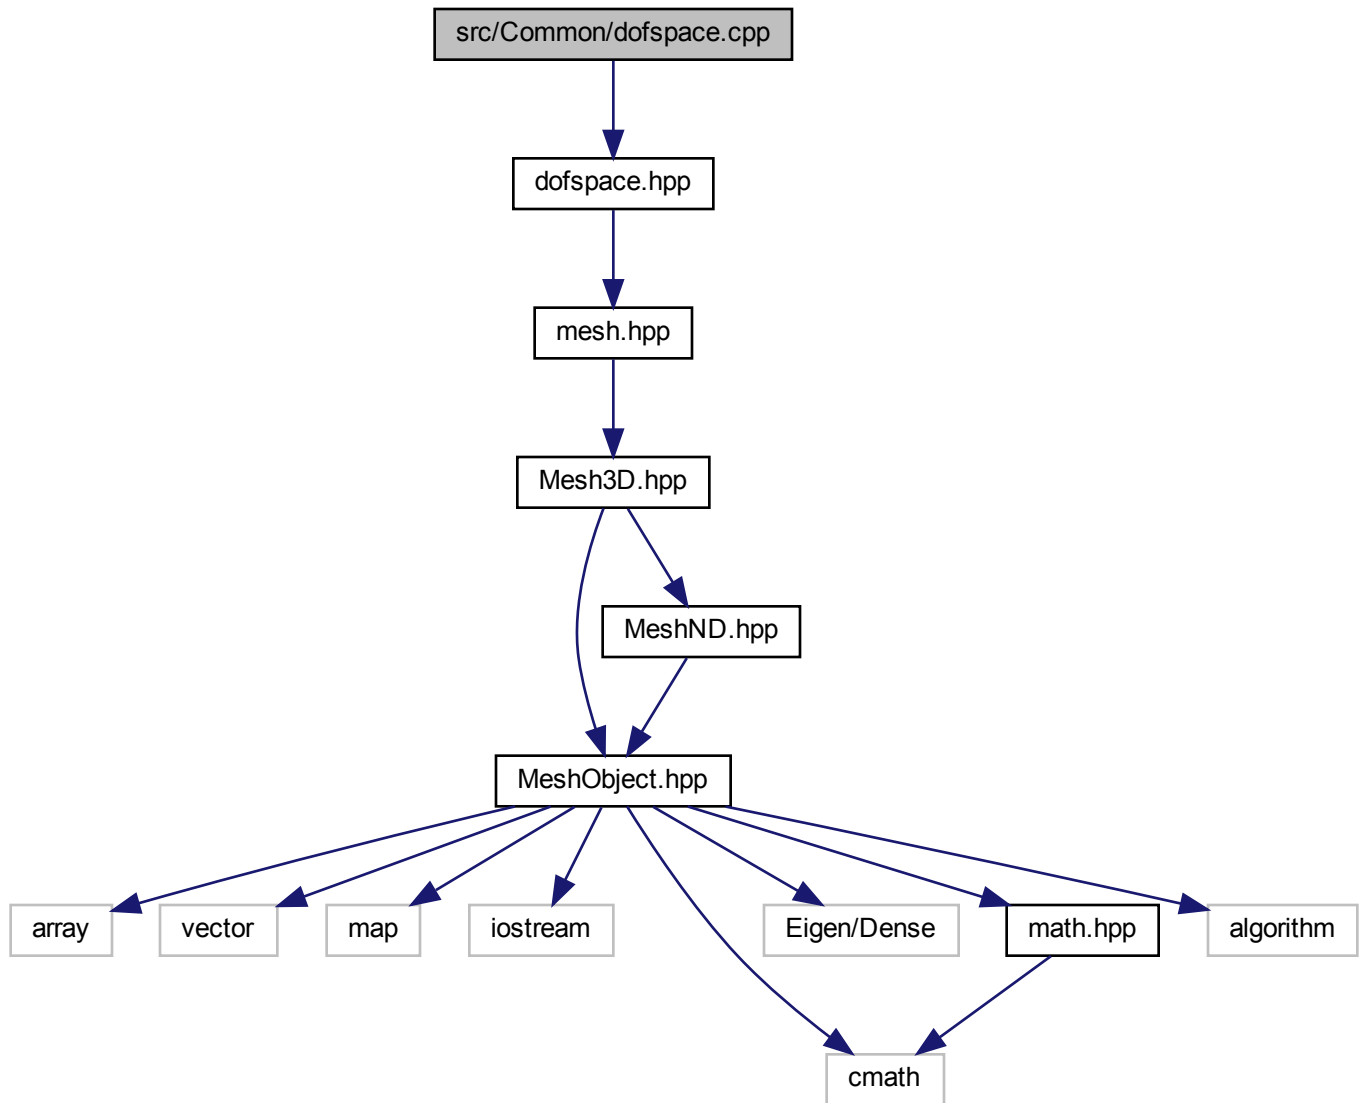 src/Common/dofspace.cpp
dofspace.hpp
mesh.hpp
Mesh3D.hpp
MeshND.hpp
MeshObject.hpp
array
vector
map
iostream
Eigen/Dense
math.hpp
algorithm
cmath